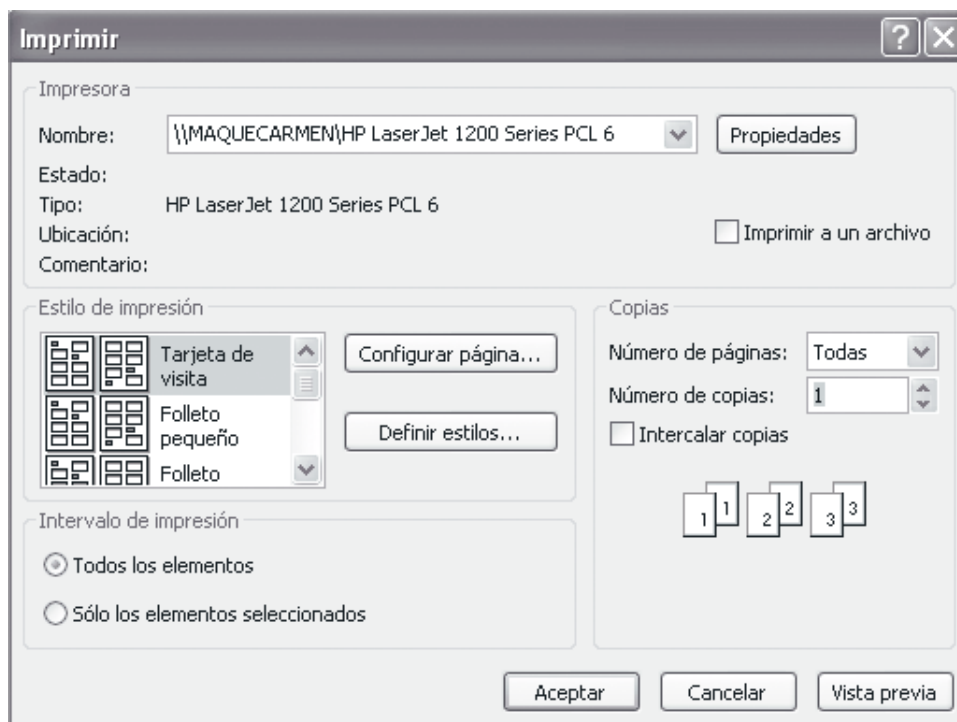 Imprimir
Impresora
Nombre: \\MAQUECARMEN\HP LaserJet 1200 Series PCL 6 Propiedades
Estado:
Tipo: HP LaserJet 1200 Series PCL 6
Ubicación: Imprimir a un archivo
Comentario:
Estilo de impresión
Tarjeta de
visita
Folleto
pequeño
Folleto
Configurar página...
Definir estilos...
Copias
Número de páginas: Todas
Número de copias: 1
Intercalar copias
1 1 2 2 3 3
Intervalo de impresión
Todos los elementos
Sólo los elementos seleccionados
Aceptar Cancelar Vista previa